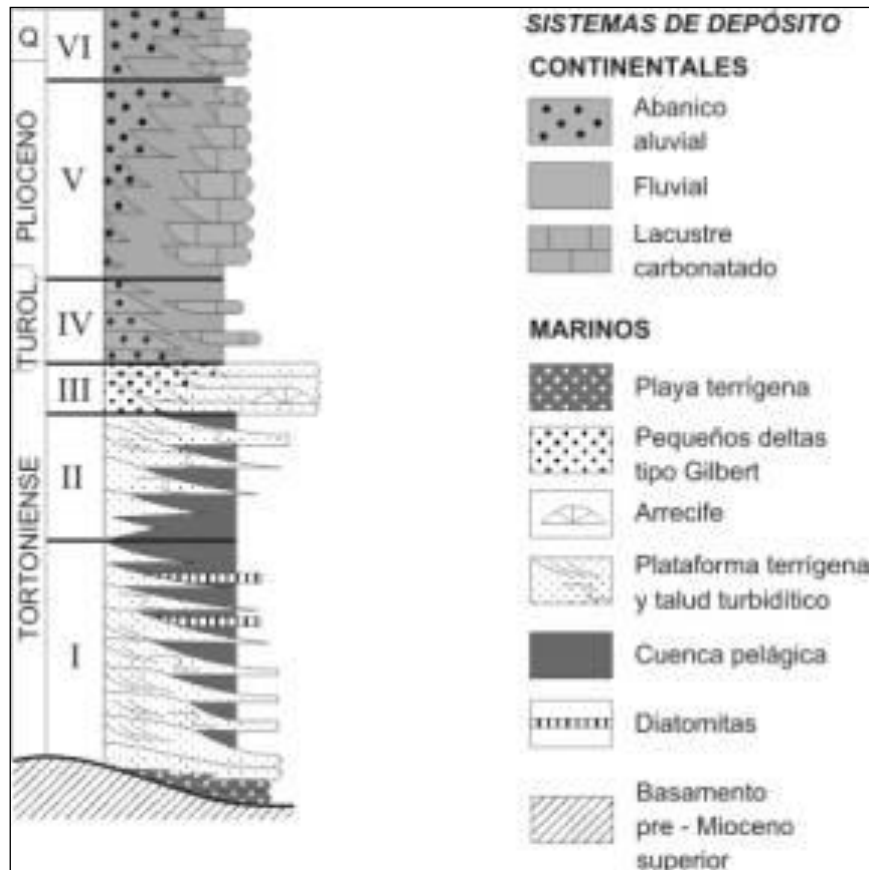 Q
PLIOCENO
TUROL.
TORTONIENSE
VI
V
IV
III
II
I
SISTEMAS DE DEPÓSITO
CONTINENTALES
Abanico
aluvial
Fluvial
Lacustre
carbonatado
MARINOS
Playa terrígena
Pequeños deltas
tipo Gilbert
Arrecife
Plataforma terrígena
y talud turbidítico
Cuenca pelágica
Diatomitas
Basamento
pre - Mioceno
superior